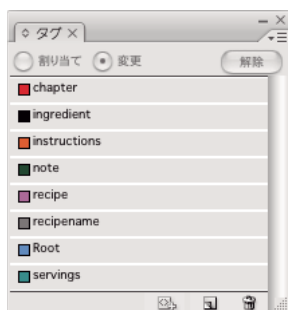 タグ
割り当て 変更 解除
chapter
ingredient
instructions
note
recipe
recipename
Root
servings